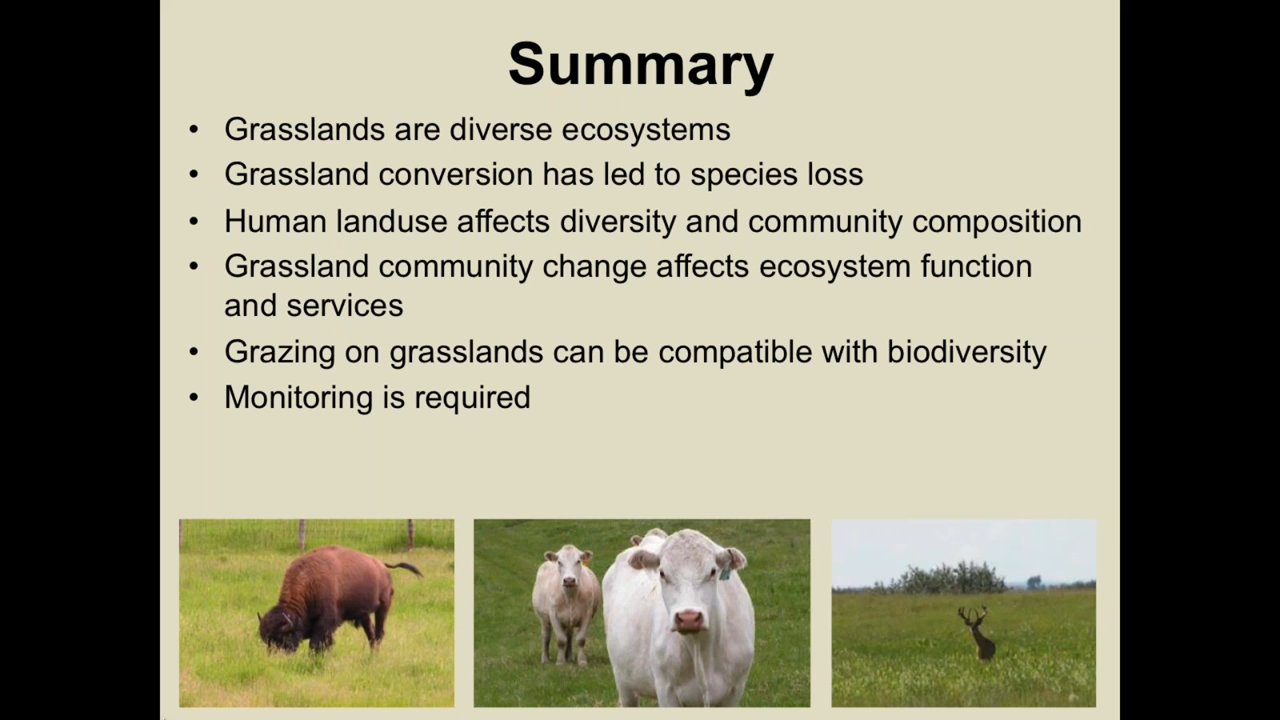 Summary
• Grasslands are diverse ecosystems
• Grassland conversion has led to species loss
• Human landuse affects diversity and community composition
• Grassland community change affects ecosystem function
and services
• Grazing on grasslands can be compatible with biodiversity
• Monitoring is required